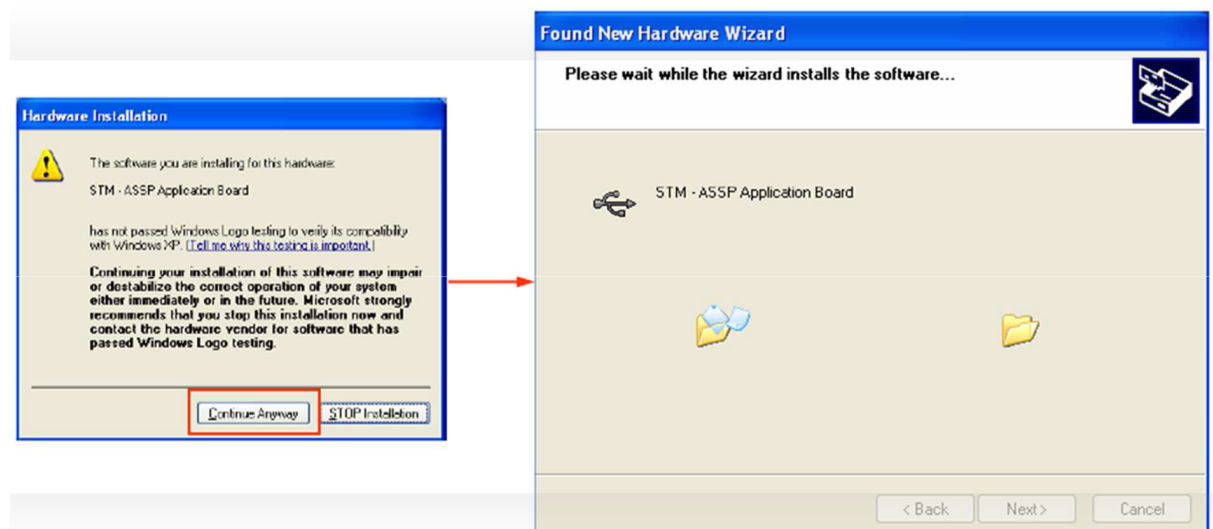 Hardware Installation
The software you are installing for this hardware:
STM - ASSP Application Board
has not passed Windows Logo testing to verify its compatibility
with Windows XP. (Tell me why this testing is important.)
Continuing your installation of this software may impair
or destabilize the correct operation of your system
either immediately or in the future. Microsoft strongly
recommends that you stop this installation now and
contact the hardware vendor for software that has
passed Windows Logo testing.
Continue Anyway
STOP Installation
Found New Hardware Wizard
Please wait while the wizard installs the software...
STM - ASSP Application Board
< Back
Next >
Cancel